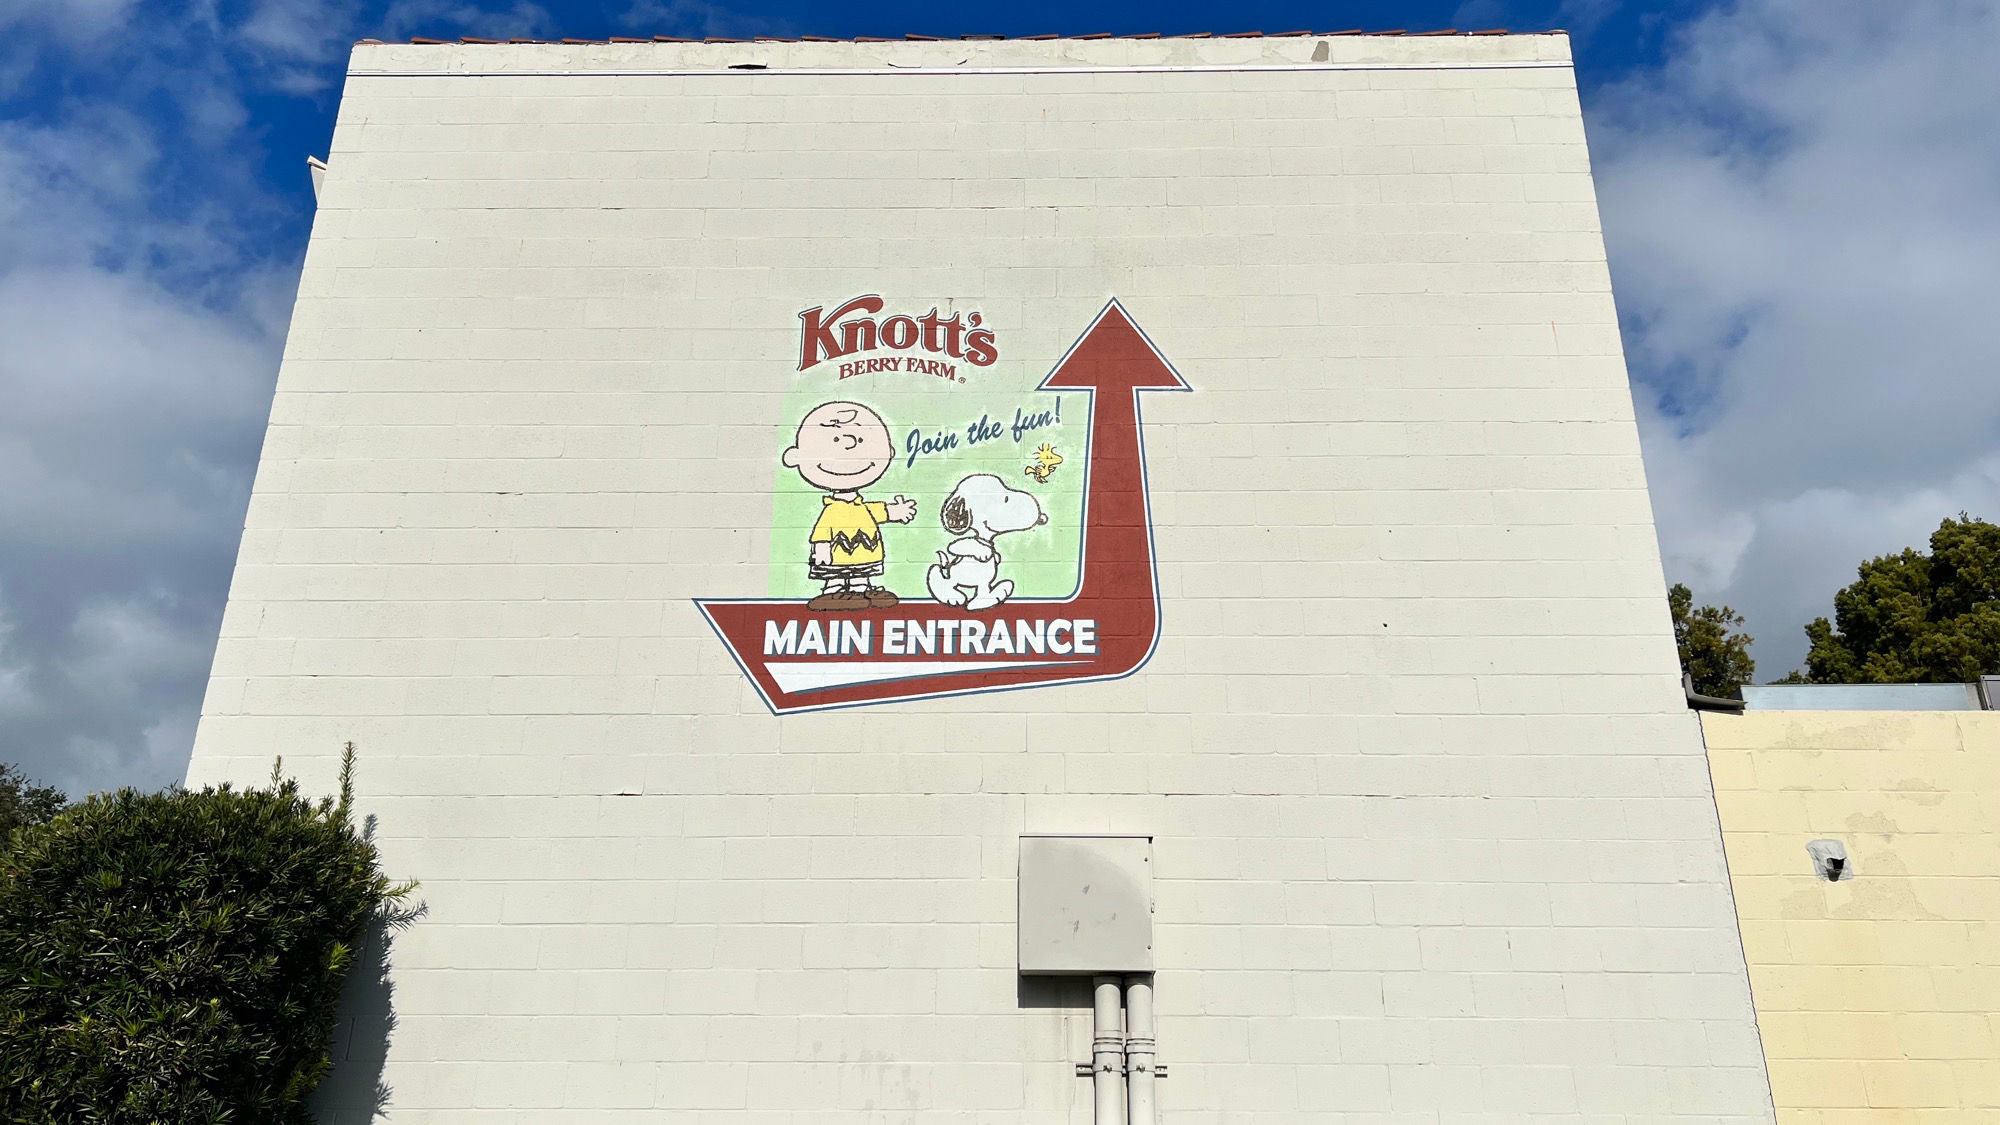 Knott's
BERRY FARM®
Join the fun!
MAIN ENTRANCE